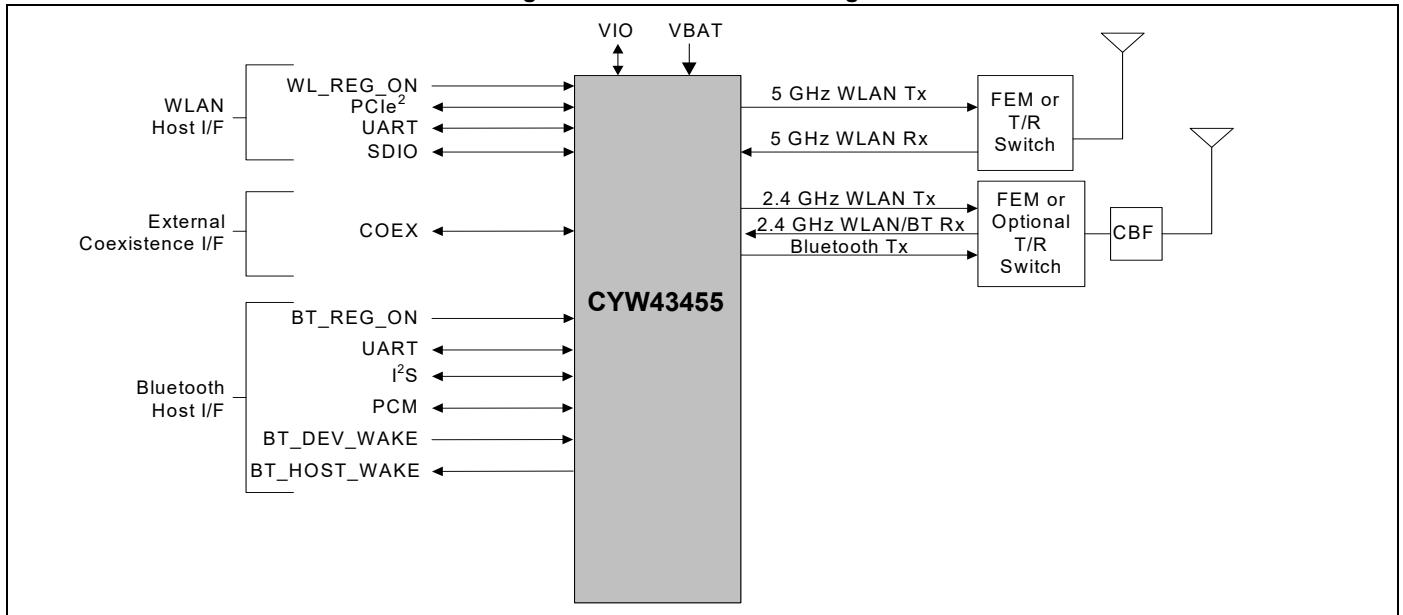 VIO VBAT
WLAN
Host I/F
WL_REG_ON
PCIe²
UART
SDIO
External
Coexistence I/F
COEX
Bluetooth
Host I/F
BT_REG_ON
UART
I²S
PCM
BT_DEV_WAKE
BT_HOST_WAKE
CYW43455
5 GHz WLAN Tx
5 GHz WLAN Rx
FEM or
T/R
Switch
2.4 GHz WLAN Tx
2.4 GHz WLAN/BT Rx
Bluetooth Tx
FEM or
Optional
T/R
Switch
CBF